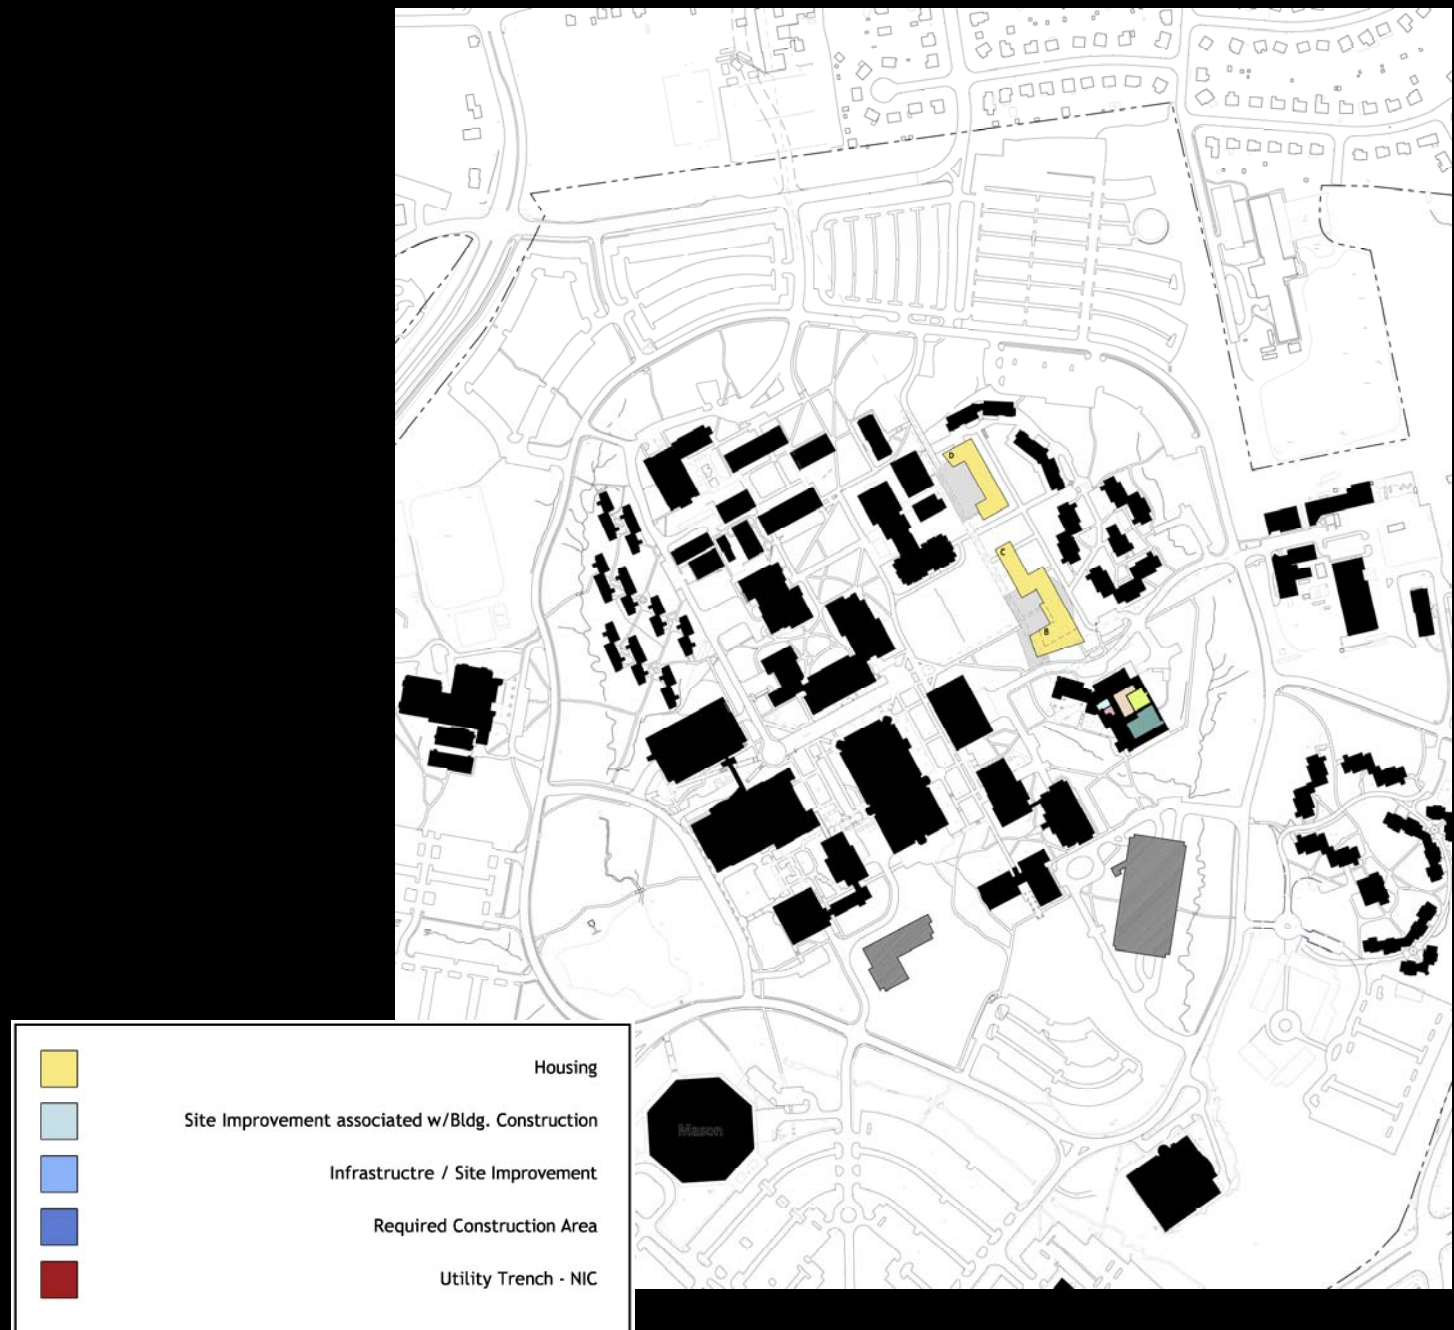 D
C
B
Housing
Site Improvement associated w/Bldg. Construction
Infrastructre / Site Improvement
Required Construction Area
Utility Trench - NIC
Mason